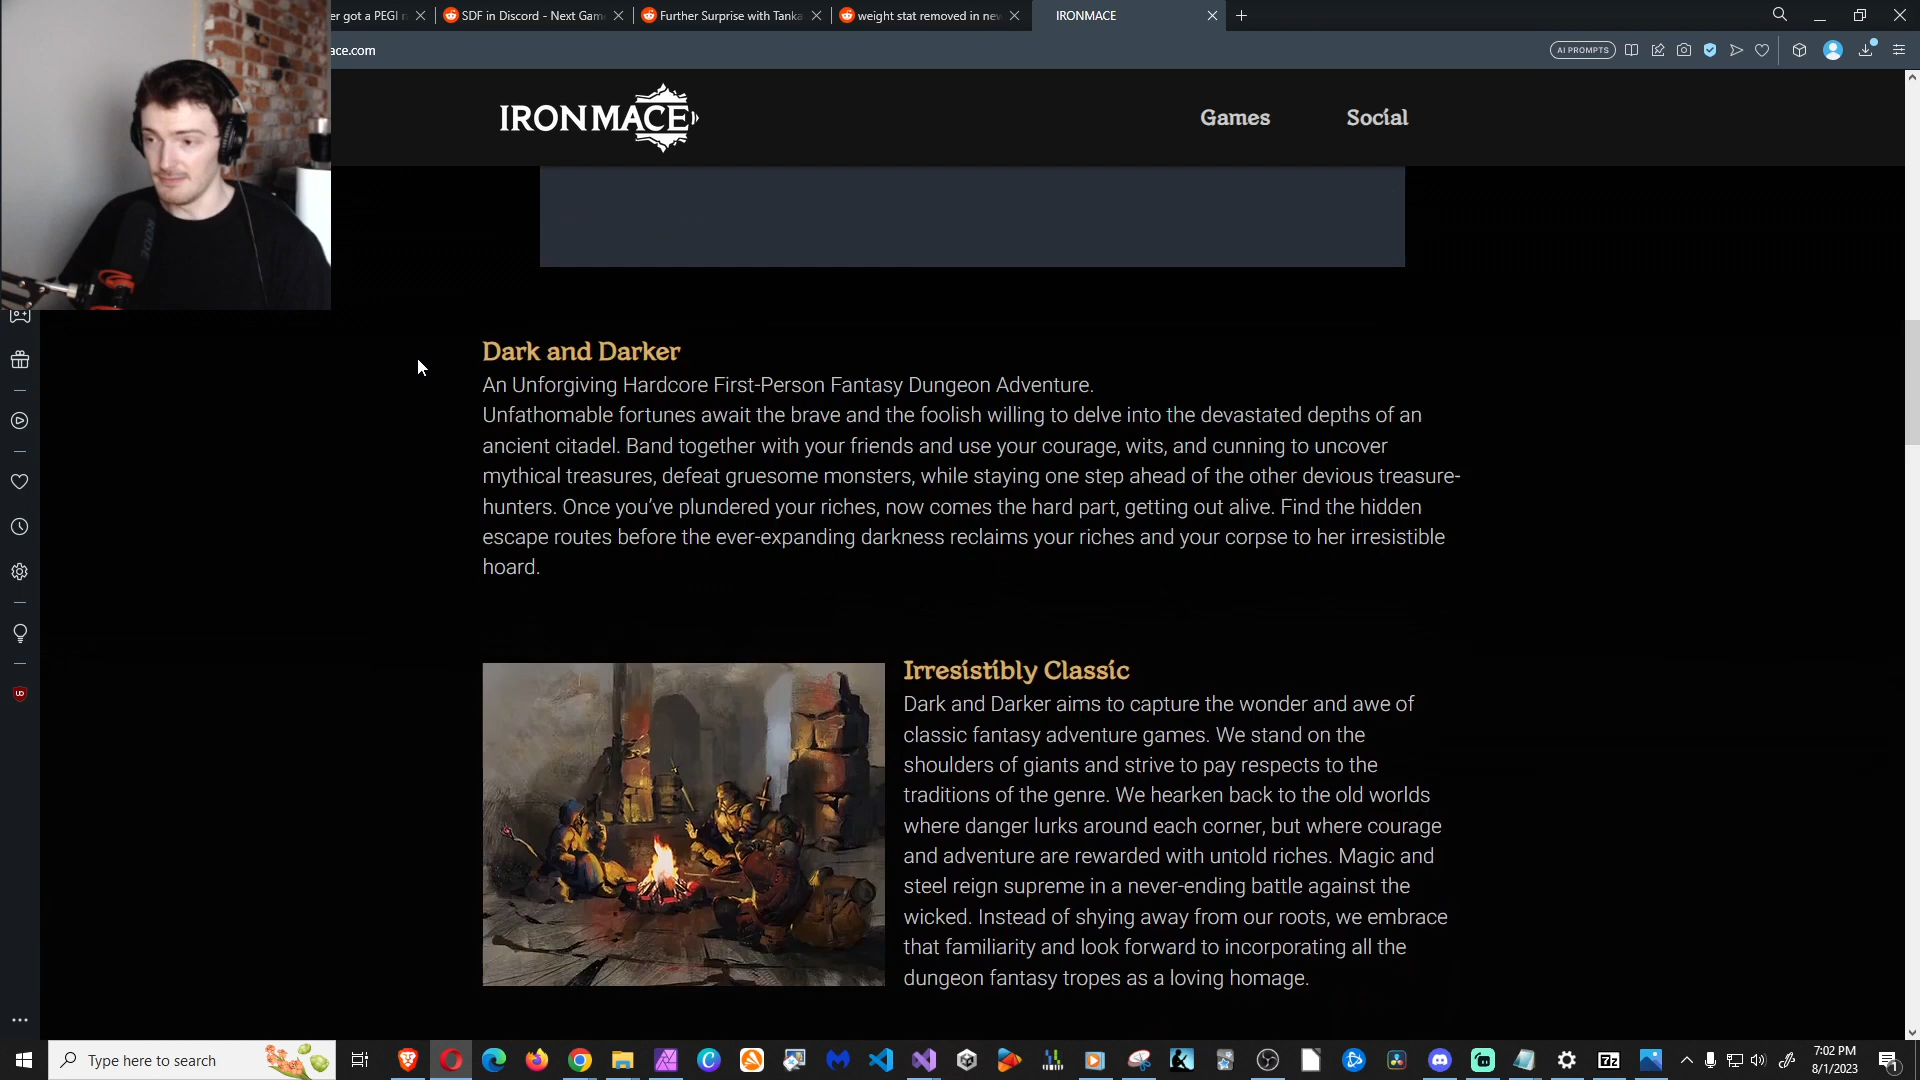 er got a PEGI
SDF in Discord - Next Gam
Further Surprise with Tanka
weight stat removed in nev
IRONMACE
ace.com
AI PROMPTS
IRONMACE
Games
Social
Dark and Darker
An Unforgiving Hardcore First-Person Fantasy Dungeon Adventure.
Unfathomable fortunes await the brave and the foolish willing to delve into the devastated depths of an
ancient citadel. Band together with your friends and use your courage, wits, and cunning to uncover
mythical treasures, defeat gruesome monsters, while staying one step ahead of the other devious treasure-
hunters. Once you've plundered your riches, now comes the hard part, getting out alive. Find the hidden
escape routes before the ever-expanding darkness reclaims your riches and your corpse to her irresistible
hoard.
Irresistibly Classic
Dark and Darker aims to capture the wonder and awe of
classic fantasy adventure games. We stand on the
shoulders of giants and strive to pay respects to the
traditions of the genre. We hearken back to the old worlds
where danger lurks around each corner, but where courage
and adventure are rewarded with untold riches. Magic and
steel reign supreme in a never-ending battle against the
wicked. Instead of shying away from our roots, we embrace
that familiarity and look forward to incorporating all the
dungeon fantasy tropes as a loving homage.
Type here to search
7:02 PM
8/1/2023